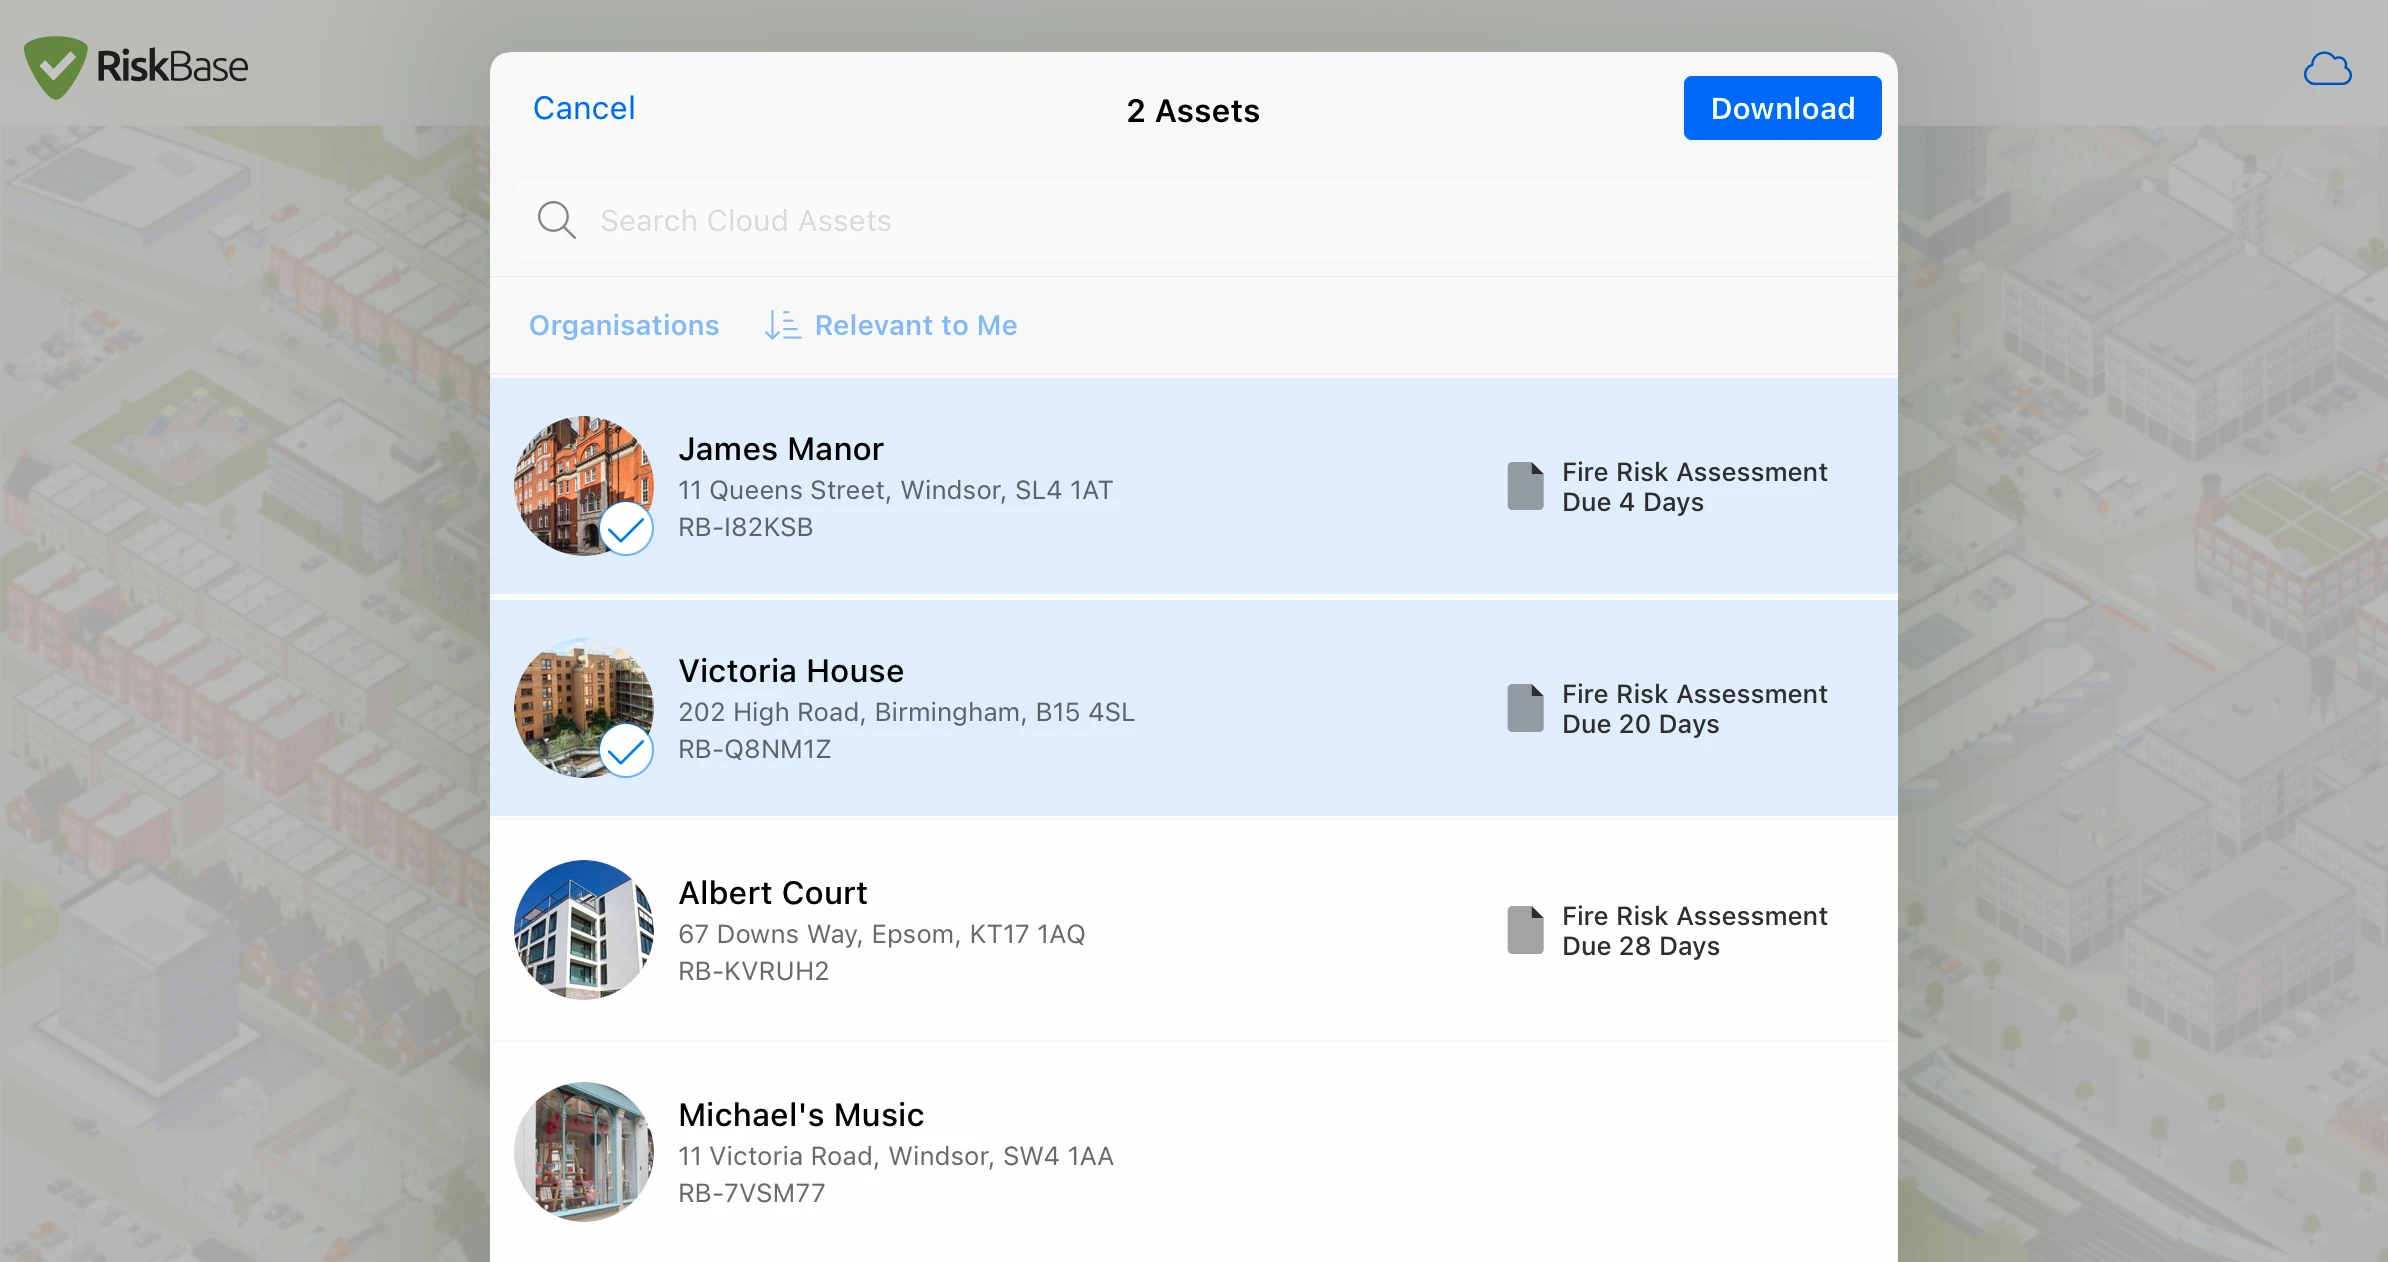 RiskBase
Cancel
2 Assets
Download
Search Cloud Assets
Organisations
Relevant to Me
James Manor
11 Queens Street, Windsor, SL4 1AT
RB-I82KSB
Fire Risk Assessment
Due 4 Days
Victoria House
202 High Road, Birmingham, B15 4SL
RB-Q8NM1Z
Fire Risk Assessment
Due 20 Days
Albert Court
67 Downs Way, Epsom, KT17 1AQ
RB-KVRUH2
Fire Risk Assessment
Due 28 Days
Michael's Music
11 Victoria Road, Windsor, SW4 1AA
RB-7VSM77